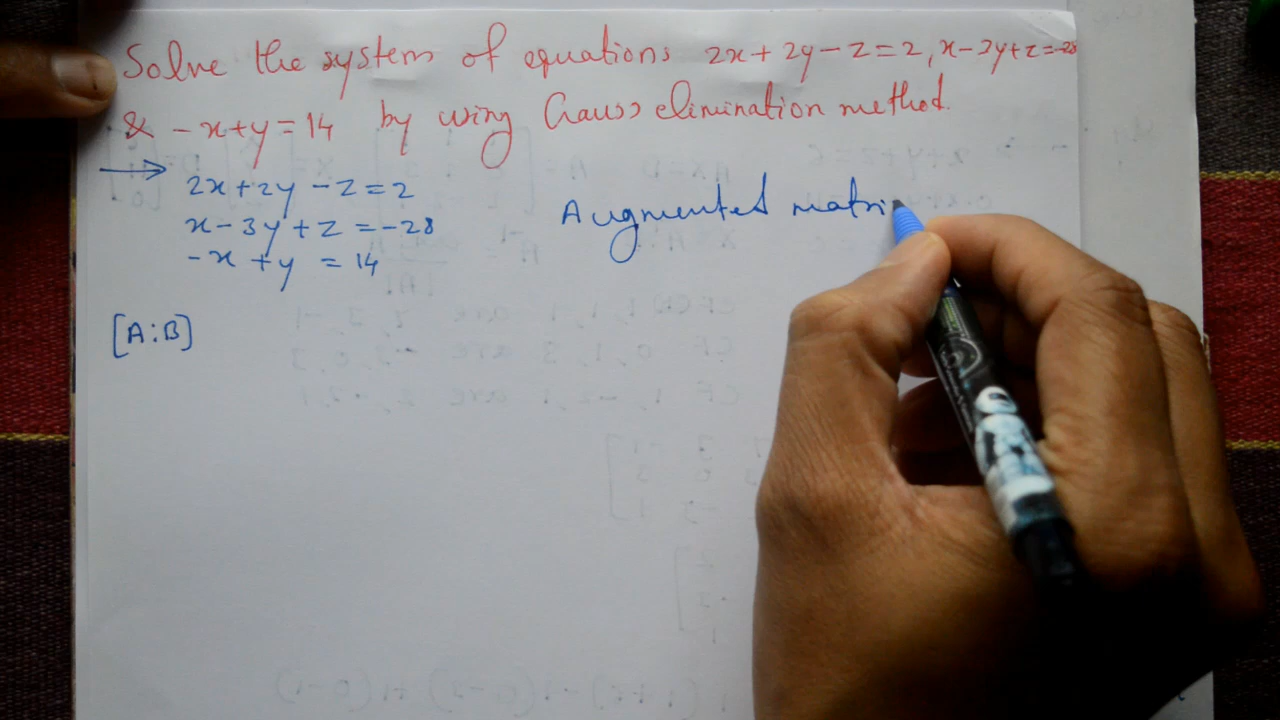 Solve the system of equations 2x + 2y - z = 2, x - 3y + z = -28
& -x + y = 14 by using Gauss elimination method.
2x + 2y - z = 2
x - 3y + z = -28
-x + y = 14
Augmented matri
[A:B]